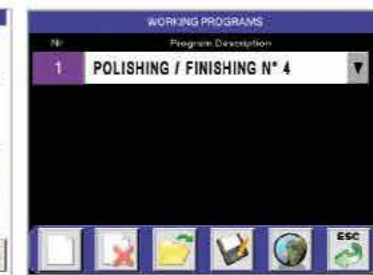 WORKING PROGRAMS
Nr Program Description
1 POLISHING / FINISHING N° 4
ESC